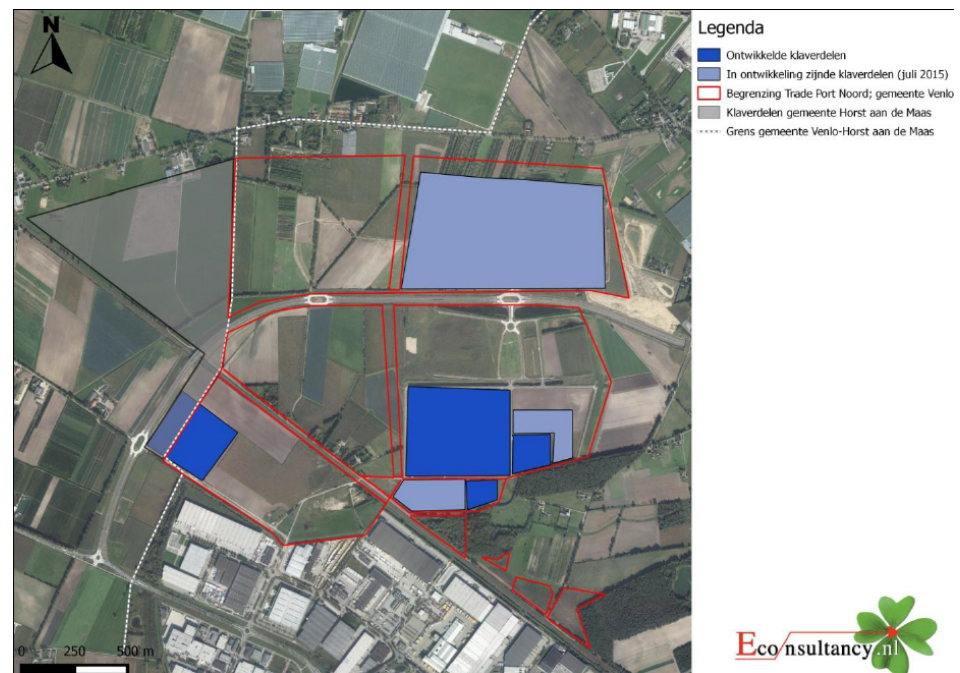 N
Legenda
Ontwikkelde klaverdelen
In ontwikkeling zijnde klaverdelen (juli 2015)
Begrenzing Trade Port Noord; gemeente Venlo
Klaverdelen gemeente Horst aan de Maas
Grens gemeente Venlo-Horst aan de Maas
0 250 500 m
Econsultancy.nl